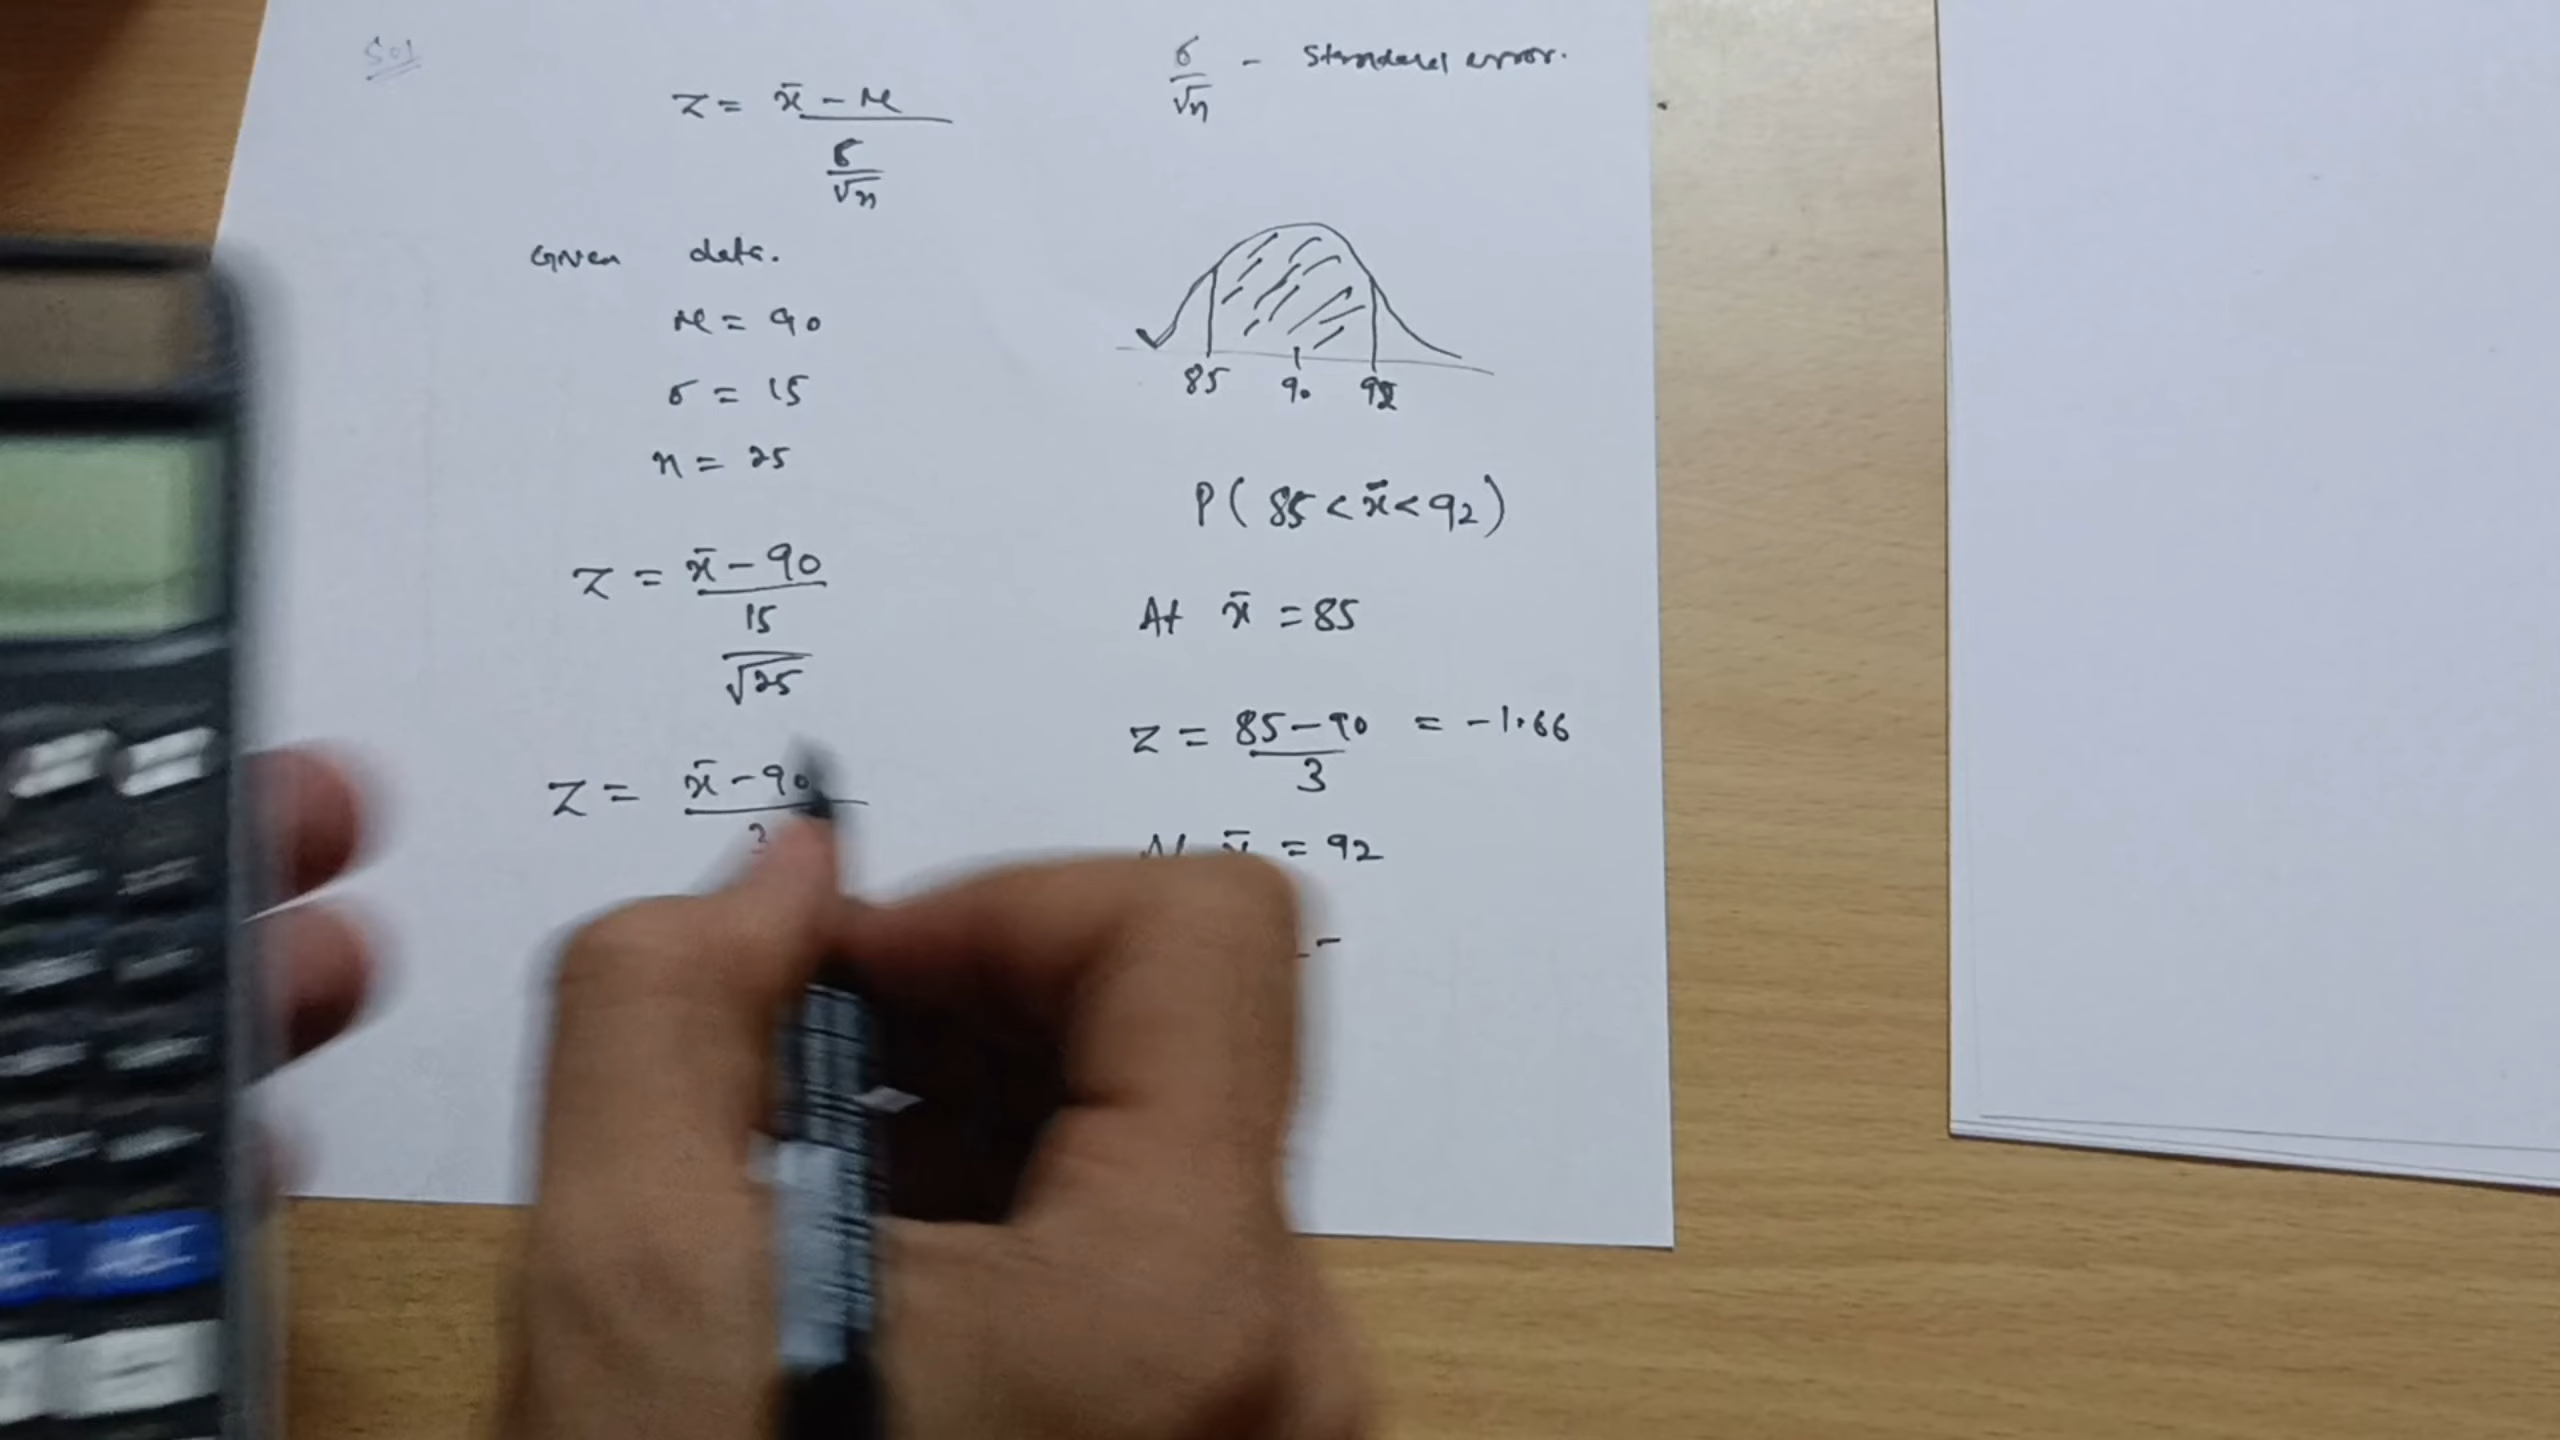 Sol
z = x̄ - μ
σ
√n
Given data.
μ = 90
σ = 15
n = 25
z = x̄ - 90
15
√25
z = x̄ - 90
3
σ - Standard error.
√n
85 90 92
P( 85 < x̄ < 92 )
At x̄ = 85
z = 85 - 90 = -1.66
3
At x̄ = 92